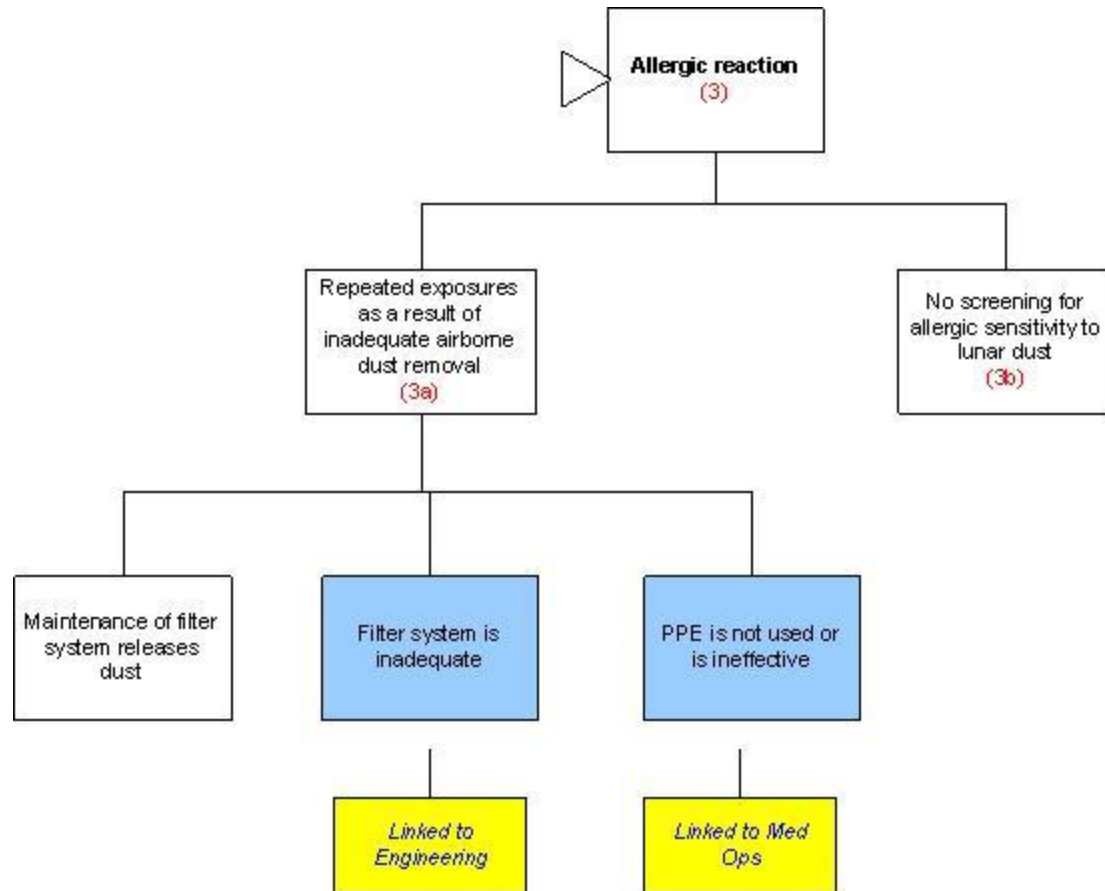 Allergic reaction
(3)
Repeated exposures
as a result of
inadequate airborne
dust removal
(3a)
No screening for
allergic sensitivity to
lunar dust
(3b)
Maintenance of filter
system releases
dust
Filter system is
inadequate
PPE is not used or
is ineffective
Linked to
Engineering
Linked to Med
Ops